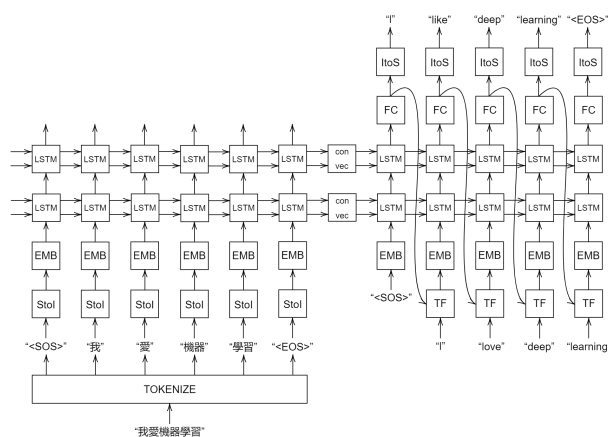 “I” “like” “deep” “learning” “<EOS>”
ItoS ItoS ItoS ItoS ItoS
FC FC FC FC FC
LSTM LSTM LSTM LSTM LSTM LSTM con vec LSTM LSTM LSTM LSTM LSTM
LSTM LSTM LSTM LSTM LSTM LSTM con vec LSTM LSTM LSTM LSTM LSTM
EMB EMB EMB EMB EMB EMB EMB EMB EMB EMB EMB
StoI StoI StoI StoI StoI StoI “<SOS>” TF TF TF TF
“<SOS>” “我” “愛” “機器” “學習” “<EOS>” “I” “love” “deep” “learning
TOKENIZE
“我愛機器學習”